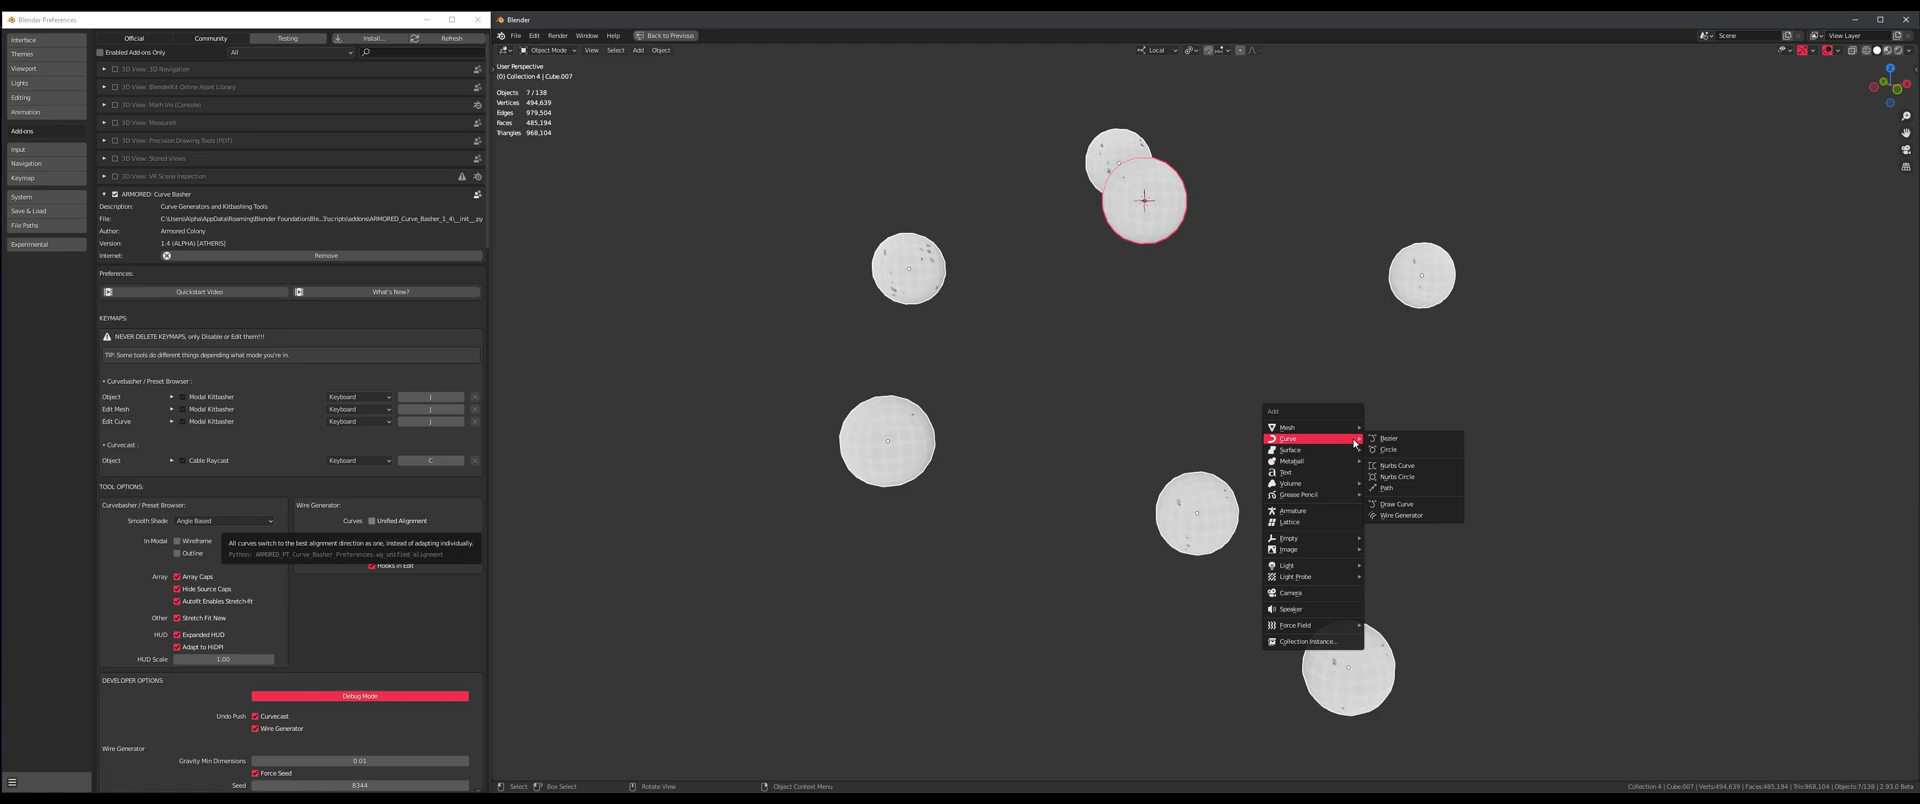 Blender Preferences
Interface
Themes
Viewport
Lights
Editing
Animation
Add-ons
Input
Navigation
Keymap
System
Save & Load
File Paths
Experimental
Official Community Testing Install... Refresh
Enabled Add-ons Only All
3D View: 3D Navigation
3D View: BlenderKit Online Asset Library
3D View: Math Vis (Console)
3D View: MeasureIt
3D View: Precision Drawing Tools (PDT)
3D View: Stored Views
3D View: VR Scene Inspection
ARMORED: Curve Basher
Description: Curve Generators and Kitbashing Tools
File: C:\Users\Alpha\AppData\Roaming\Blender Foundation\Ble...3\scripts\addons\ARMORED_Curve_Basher_1_4\__init__.py
Author: Armored Colony
Version: 1.4 (ALPHA) [ATHERIS]
Internet: Remove
Preferences:
Quickstart Video What's New?
KEYMAPS:
NEVER DELETE KEYMAPS, only Disable or Edit them!!!
TIP: Some tools do different things depending what mode you're in.
• Curvebasher / Preset Browser :
Object Modal Kitbasher Keyboard J
Edit Mesh Modal Kitbasher Keyboard J
Edit Curve Modal Kitbasher Keyboard J
• Curvecast :
Object Cable Raycast Keyboard C
TOOL OPTIONS:
Curvebasher / Preset Browser: Wire Generator:
Smooth Shade Angle Based Curves Unified Alignment
In-Modal Wireframe
Outline
All curves switch to the best alignment direction as one, instead of adapting individually.
Python: ARMORED_PT_Curve_Basher_Preferences.wg_unified_alignment
Hooks in Edit
Array Array Caps
Hide Source Caps
Autofit Enables Stretch-fit
Other Stretch Fit New
HUD Expanded HUD
Adapt to HiDPI
HUD Scale 1.00
DEVELOPER OPTIONS
Debug Mode
Undo Push Curvecast
Wire Generator
Wire Generator
Gravity Min Dimensions 0.01
Force Seed
Seed 8344
Blender
File Edit Render Window Help Back to Previous Scene View Layer
Object Mode View Select Add Object Local
User Perspective
(0) Collection 4 | Cube.007
Objects 7/138
Vertices 494,639
Edges 979,504
Faces 485,194
Triangles 968,104
Z
Y
X
Add
Mesh
Curve
Surface
Metaball
Text
Volume
Grease Pencil
Armature
Lattice
Empty
Image
Light
Light Probe
Camera
Speaker
Force Field
Collection Instance...
Bezier
Circle
Nurbs Curve
Nurbs Circle
Path
Draw Curve
Wire Generator
Select Box Select Rotate View Object Context Menu
Collection 4 | Cube.007 | Verts:494,639 | Faces:485,194 | Tris:968,104 | Objects:7/138 | 2.93.0 Beta